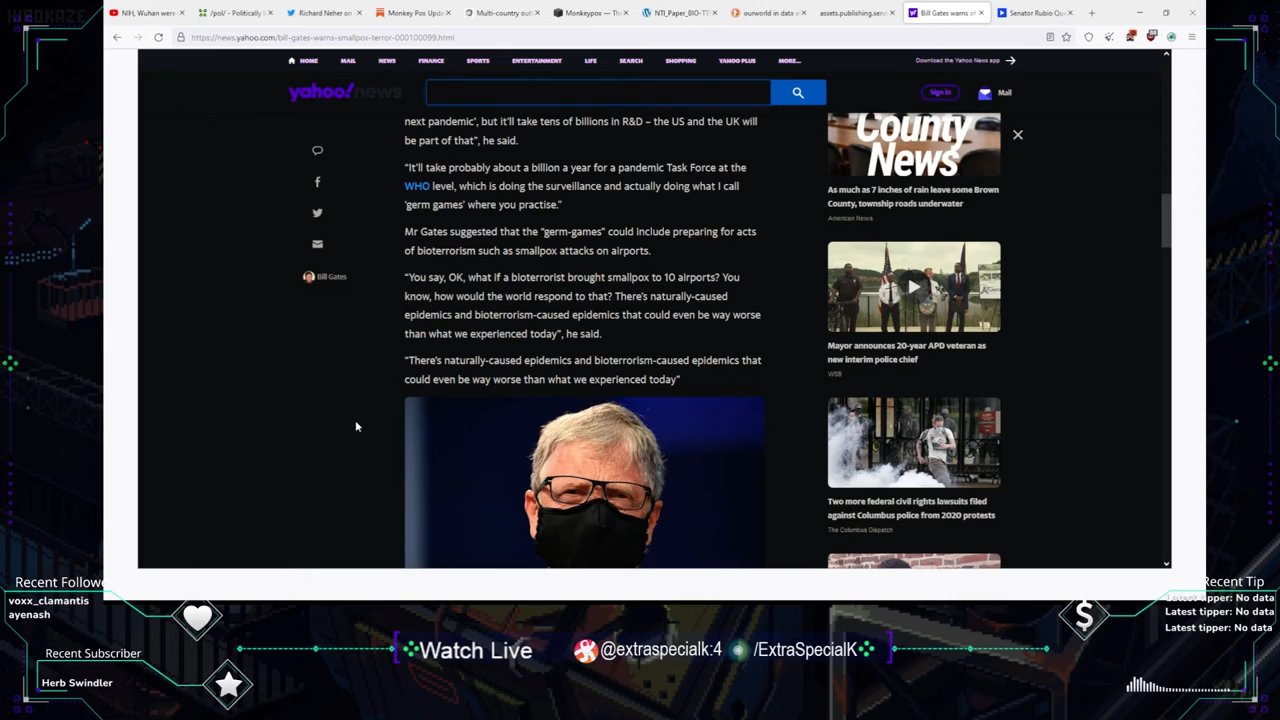 NIH, Wuhan were
/pol/ - Politically
Richard Neher on
Monkey Pox Upda
Multi-country out
Monkeypox — The
NTI_Paper_BIO-TT
ourworld in data
assets.publishing.serv
Bill Gates warns of
Senator Rubio Qu
https://news.yahoo.com/bill-gates-warns-smallpox-terror-000100099.html
HOME MAIL NEWS FINANCE SPORTS ENTERTAINMENT LIFE SEARCH SHOPPING YAHOO PLUS MORE...
Download the Yahoo News app
yahoo! news
Sign in
Mail
next pandemic’, but it’ll take tens of billions in R&D – the US and the UK will
be part of that”, he said.
“It’ll take probably about a billion a year for a pandemic Task Force at the
WHO level, which is doing the surveillance and actually doing what I call
‘germ games’ where you practise.”
Mr Gates suggested that the “germ-games” could include preparing for acts
of bioterrorism such as smallpox attacks on airports.
“You say, OK, what if a bioterrorist brought smallpox to 10 airports? You
know, how would the world respond to that? There’s naturally-caused
epidemics and bioterrorism-caused epidemics that could even be way worse
than what we experienced today”, he said.
“There’s naturally-caused epidemics and bioterrorism-caused epidemics that
could even be way worse than what we experienced today”
Bill Gates
County
News
As much as 7 inches of rain leave some Brown
County, township roads underwater
American News
Mayor announces 20-year APD veteran as
new interim police chief
WSB
Two more federal civil rights lawsuits filed
against Columbus police from 2020 protests
The Columbus Dispatch
Recent Followe
voxx_clamantis
ayenash
Recent Subscriber
Herb Swindler
Watch Live
@extraspecialk:4
/ExtraSpecialK
Recent Tip
Latest tipper: No data
Latest tipper: No data
Latest tipper: No data